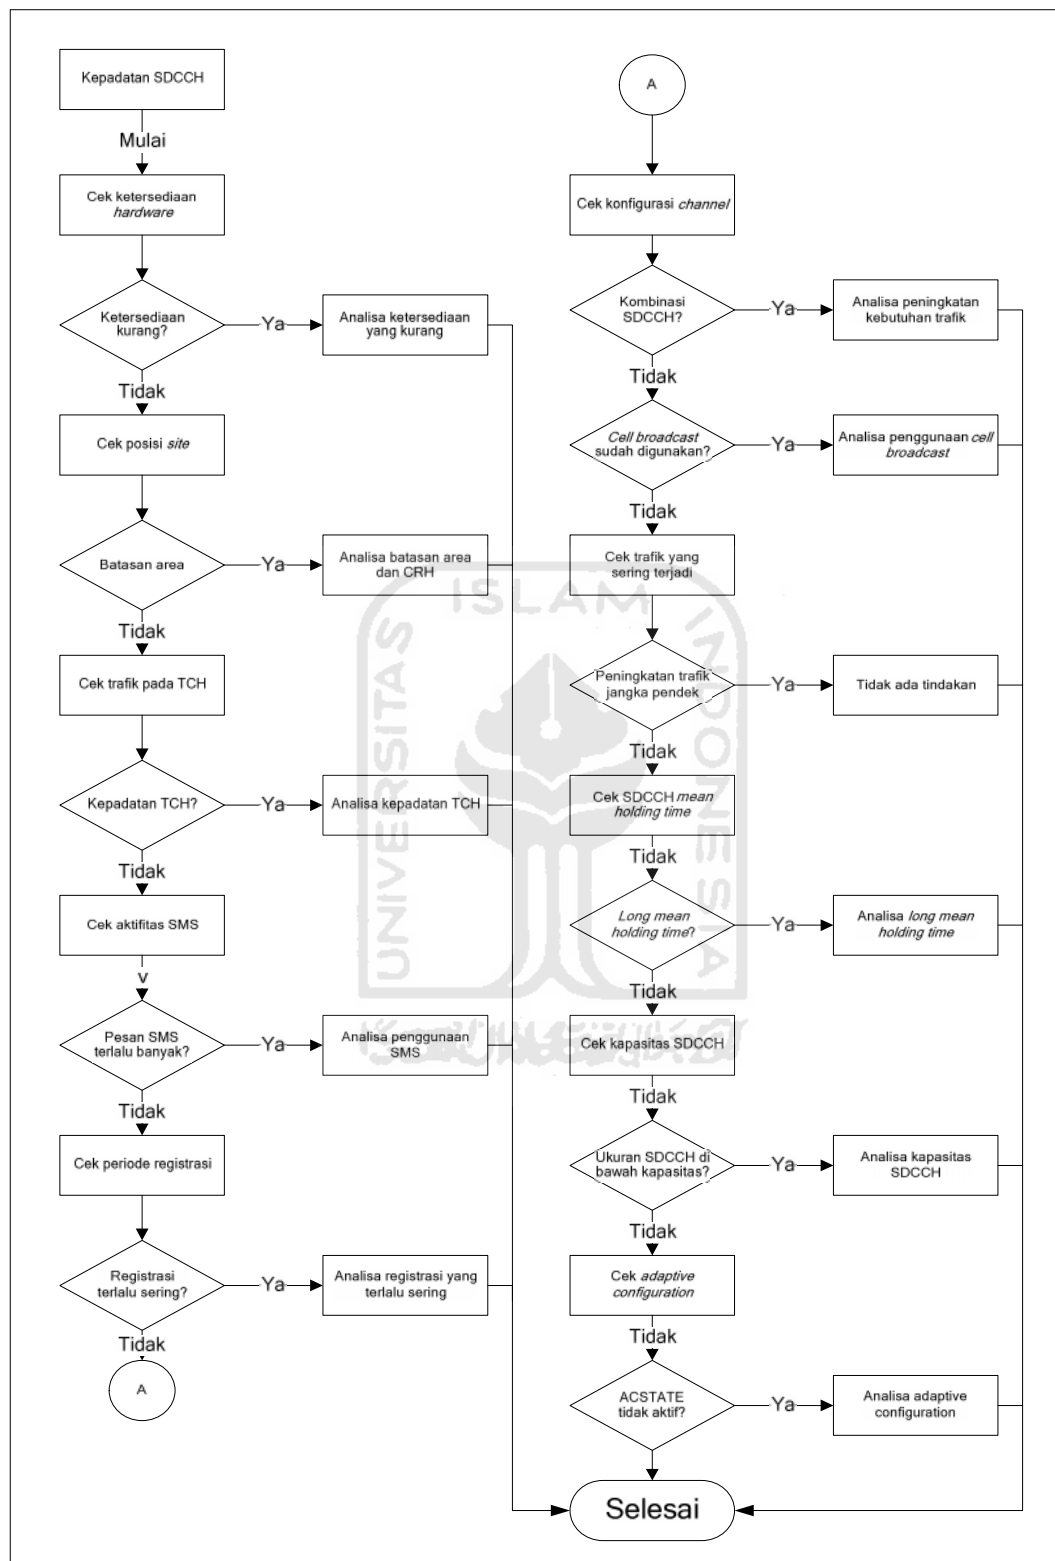 Kepadatan SDCCH
Mulai
Cek ketersediaan
hardware
Ketersediaan
kurang?
Ya
Analisa ketersediaan
yang kurang
Tidak
Cek posisi site
Batasan area
Ya
Analisa batasan area
dan CRH
Tidak
Cek trafik pada TCH
Kepadatan TCH?
Ya
Analisa kepadatan TCH
Tidak
Cek aktifitas SMS
v
Pesan SMS
terlalu banyak?
Ya
Analisa penggunaan
SMS
Tidak
Cek periode registrasi
Registrasi
terlalu sering?
Ya
Analisa registrasi yang
terlalu sering
Tidak
A
A
Cek konfigurasi channel
Kombinasi
SDCCH?
Ya
Analisa peningkatan
kebutuhan trafik
Tidak
Cell broadcast
sudah digunakan?
Ya
Analisa penggunaan cell
broadcast
Tidak
Cek trafik yang
sering terjadi
Peningkatan trafik
jangka pendek
Ya
Tidak ada tindakan
Tidak
Cek SDCCH mean
holding time
Tidak
Long mean
holding time?
Ya
Analisa long mean
holding time
Tidak
Cek kapasitas SDCCH
Tidak
Ukuran SDCCH di
bawah kapasitas?
Ya
Analisa kapasitas
SDCCH
Tidak
Cek adaptive
configuration
Tidak
ACSTATE
tidak aktif?
Ya
Analisa adaptive
configuration
Selesai
UNIVERSITAS
ISLAM
INDONESIA